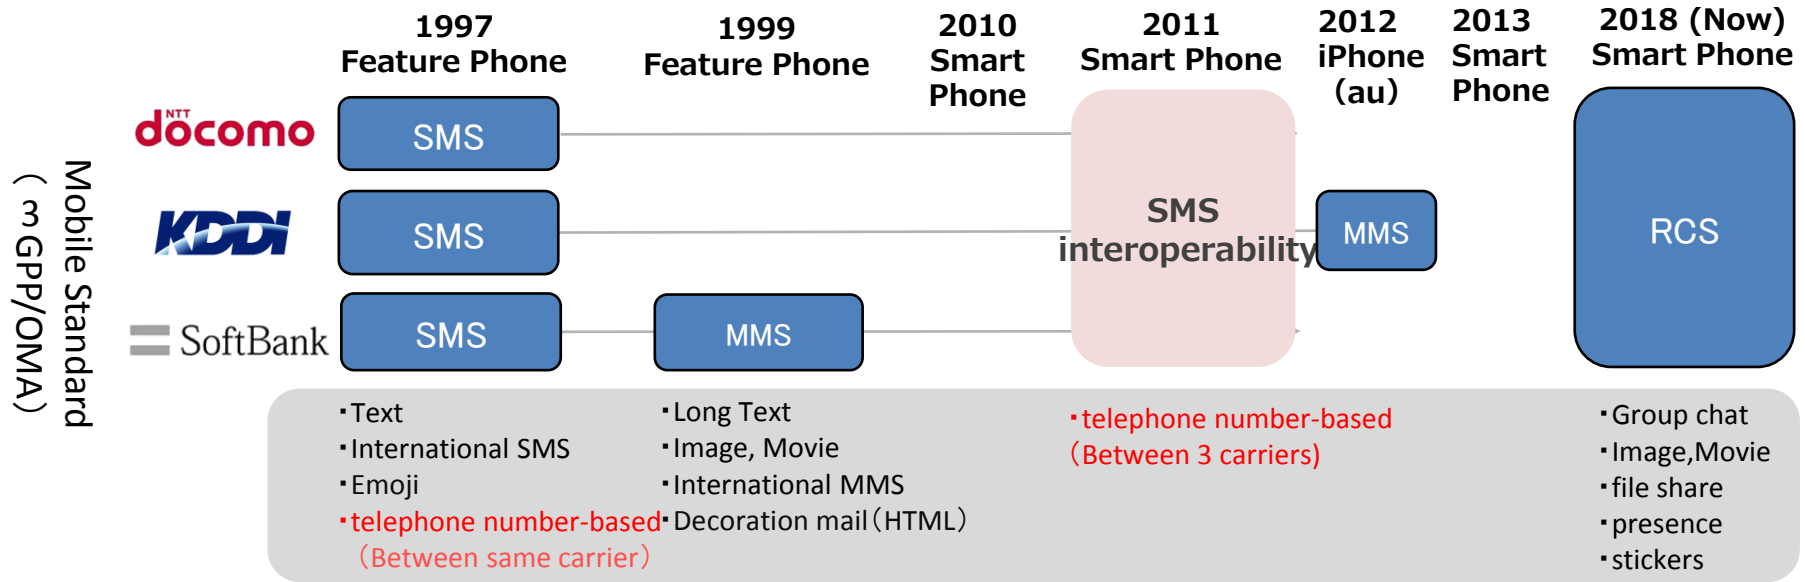 1997
Feature Phone
1999
Feature Phone
2010
Smart
Phone
2011
Smart Phone
2012
iPhone
(au)
2013
Smart
Phone
2018 (Now)
Smart Phone
Mobile Standard
(3GPP/OMA)
NTT
döcomo
SMS
KDDI
SMS
SoftBank
SMS
MMS
SMS
interoperability
MMS
RCS
・Text
・International SMS
・Emoji
・telephone number-based
（Between same carrier）
・Long Text
・Image, Movie
・International MMS
・Decoration mail（HTML）
・telephone number-based
（Between 3 carriers)
・Group chat
・Image,Movie
・file share
・presence
・stickers